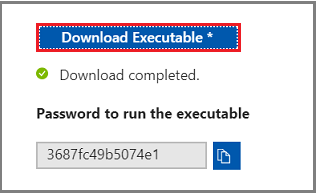 Download Executable *
Download completed.
Password to run the executable
3687fc49b5074e1